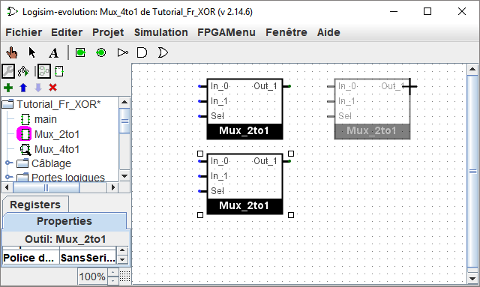 Logisim-evolution: Mux_4to1 de Tutorial_Fr_XOR (v 2.14.6)
Fichier Editer Projet Simulation FPGAMenu Fenêtre Aide
A
Tutorial_Fr_XOR*
main
Mux_2to1
Mux_4to1
Câblage
Portes logiques
Registers
Properties
Outil: Mux_2to1
Police d... SansSeri...
100%
In_0 Out_1
In_1
Sel
Mux_2to1
In_0 Out_1
In_1
Sel
Mux_2to1
In_0 Out_1
In_1
Sel
Mux_2to1